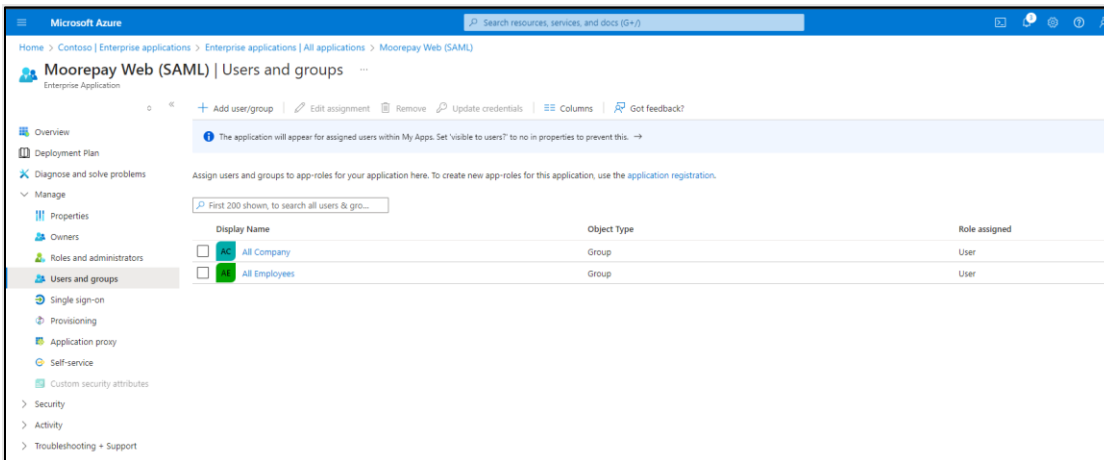 Microsoft Azure
Search resources, services, and docs (G+/)
1
Home > Contoso | Enterprise applications > Enterprise applications | All applications > Moorepay Web (SAML)
Moorepay Web (SAML) | Users and groups ...
Enterprise Application
+ Add user/group Edit assignment Remove Update credentials Columns Got feedback?
Overview
The application will appear for assigned users within My Apps. Set 'visible to users?' to no in properties to prevent this. →
Deployment Plan
Diagnose and solve problems
Assign users and groups to app-roles for your application here. To create new app-roles for this application, use the application registration.
Manage
Properties
First 200 shown, to search all users & gro...
Owners
Display Name Object Type Role assigned
Roles and administrators
AC All Company Group User
Users and groups
AE All Employees Group User
Single sign-on
Provisioning
Application proxy
Self-service
Custom security attributes
Security
Activity
Troubleshooting + Support